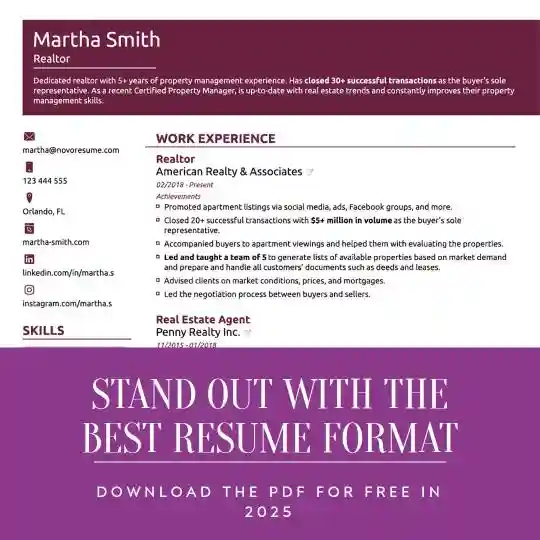 Martha Smith
Realtor
Dedicated realtor with 5+ years of property management experience. Has closed 30+ successful transactions as the buyer's sole
representative. As a recent Certified Property Manager, is up-to-date with real estate trends and constantly improves their property
management skills.
martha@novoresume.com
123 444 555
Orlando, FL
martha-smith.com
linkedin.com/in/martha.s
instagram.com/martha.s
SKILLS
WORK EXPERIENCE
Realtor
American Realty & Associates
02/2018 - Present
Achievements
Promoted apartment listings via social media, ads, Facebook groups, and more.
Closed 20+ successful transactions with $5+ million in volume as the buyer's sole
representative.
Accompanied buyers to apartment viewings and helped them with evaluating the properties.
Led and taught a team of 5 to generate lists of available properties based on market demand
and prepare and handle all customers' documents such as deeds and leases.
Advised clients on market conditions, prices, and mortgages.
Led the negotiation process between buyers and sellers.
Real Estate Agent
Penny Realty Inc.
11/2015 - 01/2018
STAND OUT WITH THE
BEST RESUME FORMAT
DOWNLOAD THE PDF FOR FREE IN
2025